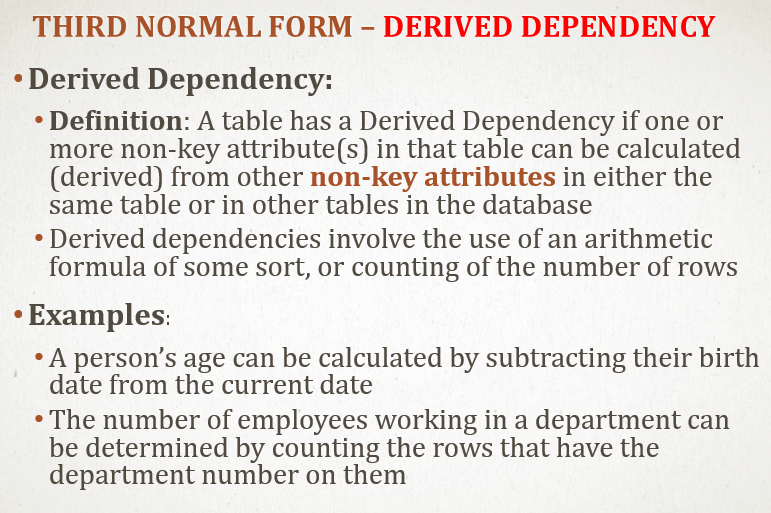 THIRD NORMAL FORM – DERIVED DEPENDENCY
• Derived Dependency:
• Definition: A table has a Derived Dependency if one or
more non-key attribute(s) in that table can be calculated
(derived) from other non-key attributes in either the
same table or in other tables in the database
• Derived dependencies involve the use of an arithmetic
formula of some sort, or counting of the number of rows
• Examples:
• A person’s age can be calculated by subtracting their birth
date from the current date
• The number of employees working in a department can
be determined by counting the rows that have the
department number on them